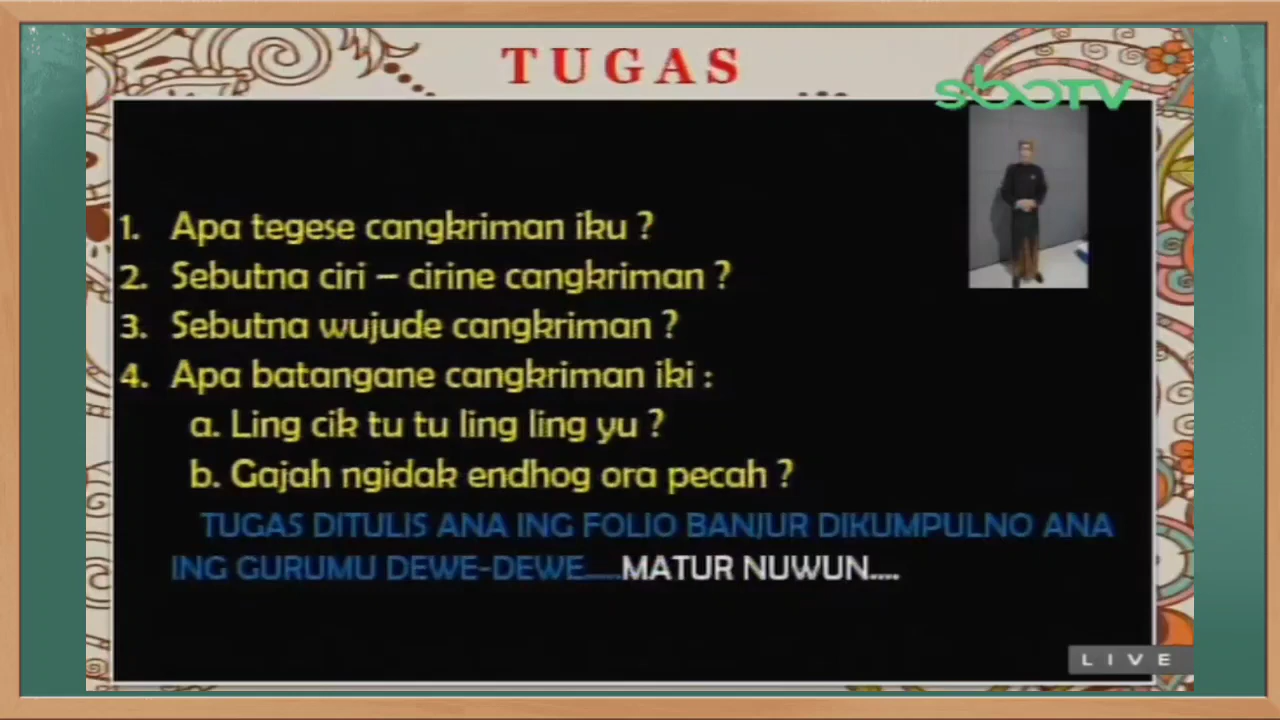 TUGAS
sbOTV
1. Apa tegese cangkriman iku ?
2. Sebutna ciri – cirine cangkriman ?
3. Sebutna wujude cangkriman ?
4. Apa batangane cangkriman iki :
a. Ling cik tu tu ling ling yu ?
b. Gajah ngidak endhog ora pecah ?
TUGAS DITULIS ANA ING FOLIO BANJUR DIKUMPULNO ANA
ING GURUMU DEWE-DEWE.....MATUR NUWUN....
LIVE